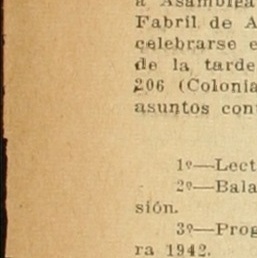 a Asamblea
Fabril de A
celebrarse e
de la tarde
206 (Colonia
asuntos con
1º—Lect
2º—Bala
sión.
3º—Prog
ra 1942.